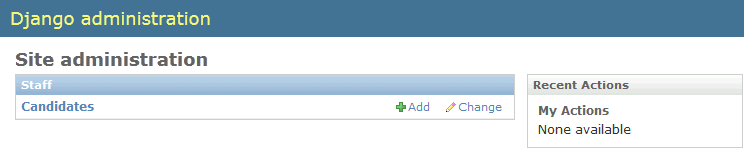 Django administration
Site administration
Staff
Candidates Add Change
Recent Actions
My Actions
None available